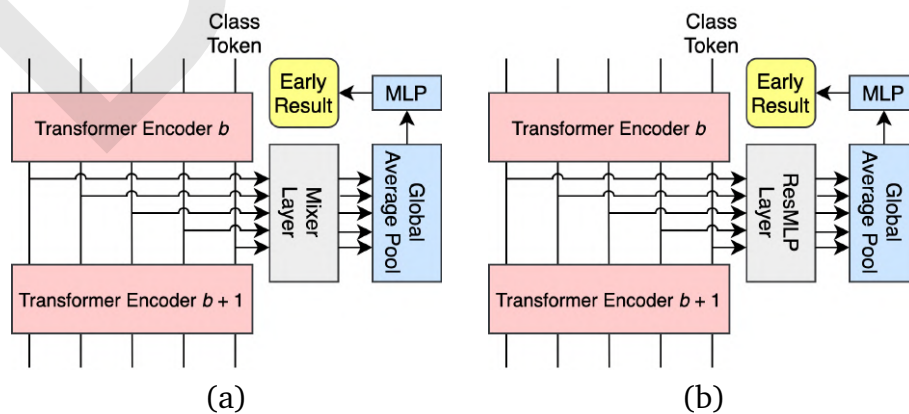 Class
Token
Early
Result
MLP
Transformer Encoder b
Mixer
Layer
Global
Average Pool
Transformer Encoder b + 1
(a)
Class
Token
Early
Result
MLP
Transformer Encoder b
ResMLP
Layer
Global
Average Pool
Transformer Encoder b + 1
(b)